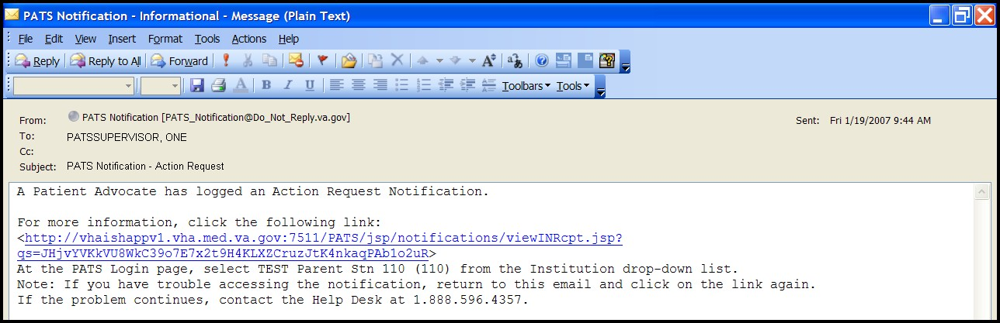 PATS Notification - Informational - Message (Plain Text)
File Edit View Insert Format Tools Actions Help
Reply Reply to All Forward
B I U Toolbars Tools
From: PATS Notification [PATS_Notification@Do_Not_Reply.va.gov] Sent: Fri 1/19/2007 9:44 AM
To: PATSSUPERVISOR, ONE
Cc:
Subject: PATS Notification - Action Request
A Patient Advocate has logged an Action Request Notification.
For more information, click the following link:
<http://vhaishappv1.vha.med.va.gov:7511/PATS/jsp/notifications/viewINRcpt.jsp?
qs=JHjvYVKkVU8WkC39o7E7x2t9H4KLXZCruzJtK4nkaqPAb1o2uR>
At the PATS Login page, select TEST Parent Stn 110 (110) from the Institution drop-down list.
Note: If you have trouble accessing the notification, return to this email and click on the link again.
If the problem continues, contact the Help Desk at 1.888.596.4357.